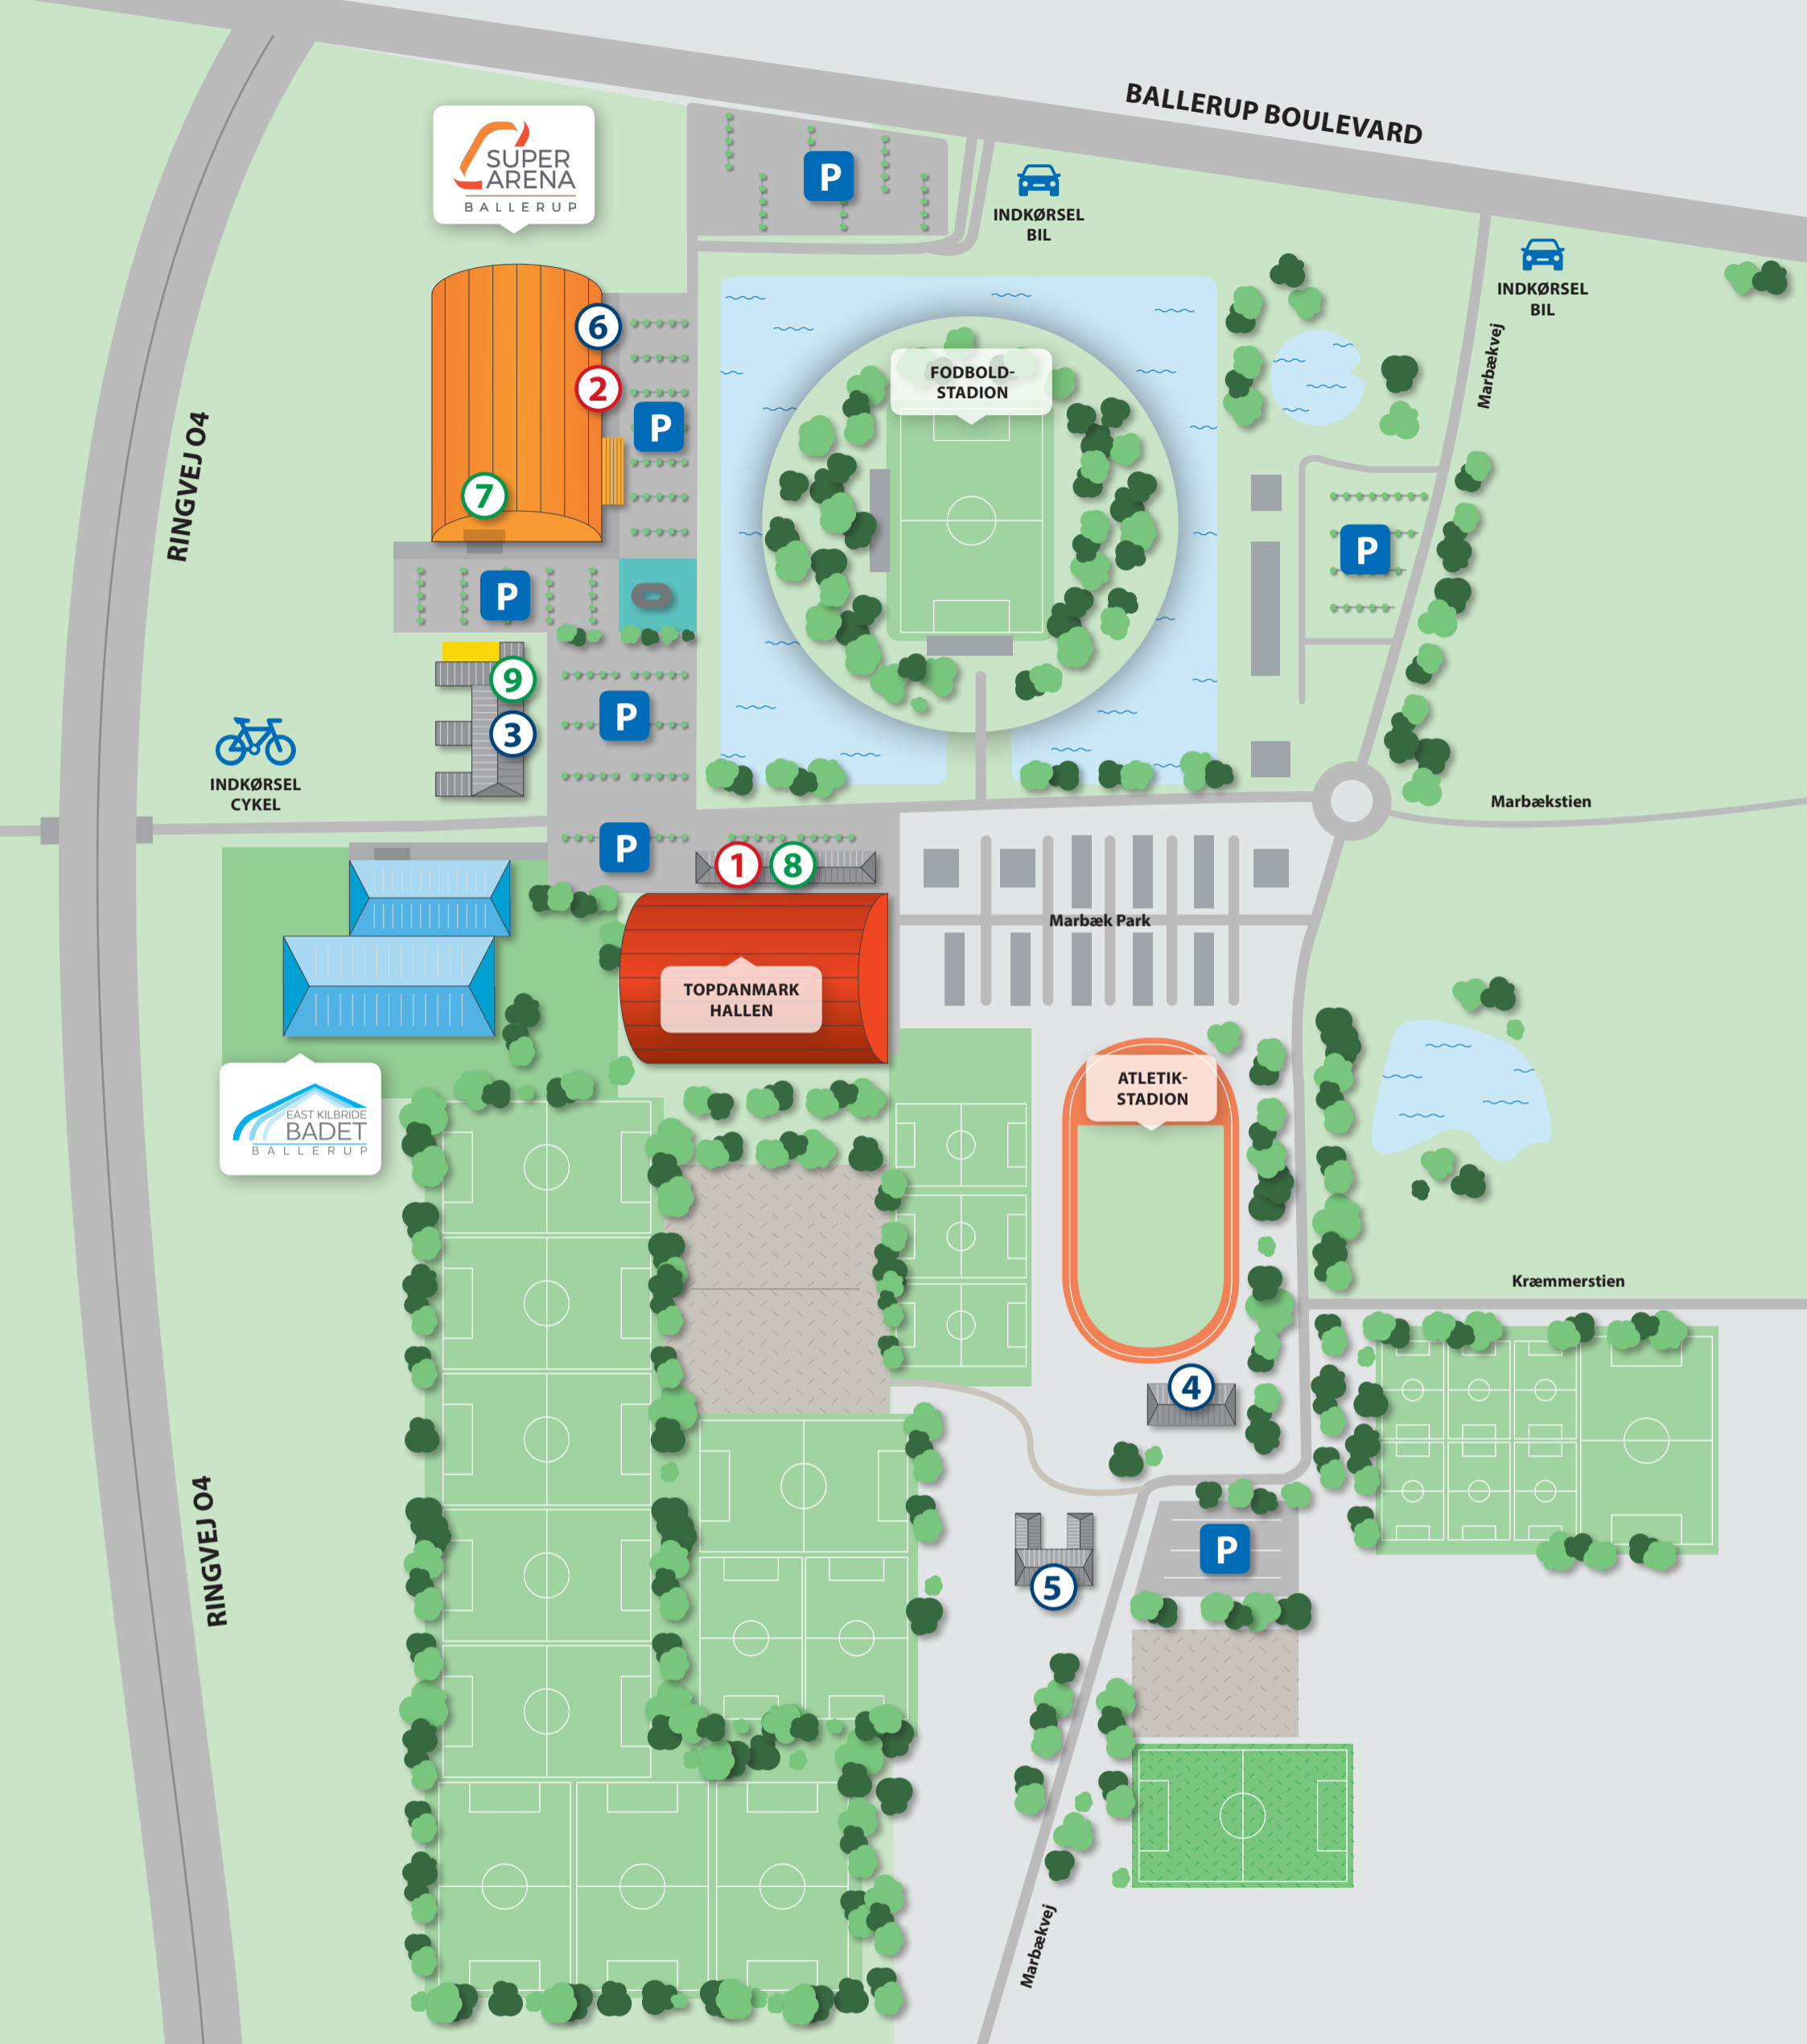 BALLERUP BOULEVARD
SUPER
ARENA
BALLERUP
P
INDKØRSEL
BIL
INDKØRSEL
BIL
6
2
P
7
FODBOLD-
STADION
Marbækvej
RINGVEJ O4
P
P
9
3
P
INDKØRSEL
CYKEL
Marbækstien
P
1
8
Marbæk Park
TOPDANMARK
HALLEN
EAST KILBRIDE
BADET
BALLERUP
ATLETIK-
STADION
Kræmmerstien
4
RINGVEJ O4
P
5
Marbækvej